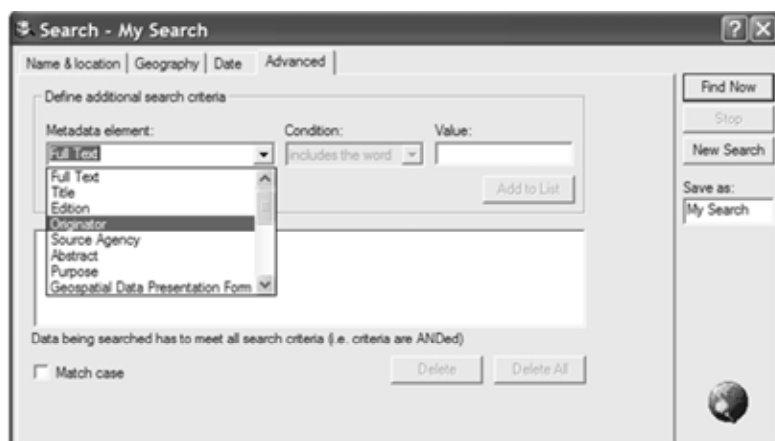 Search - My Search
Name & location Geography Date Advanced
Define additional search criteria
Metadata element: Condition: Value:
Full Text includes the word
Full Text
Title
Edition
Originator
Source Agency
Abstract
Purpose
Geospatial Data Presentation Form
Add to List
Data being searched has to meet all search criteria (i.e. criteria are ANDed)
Match case
Delete Delete All
Find Now
Stop
New Search
Save as:
My Search